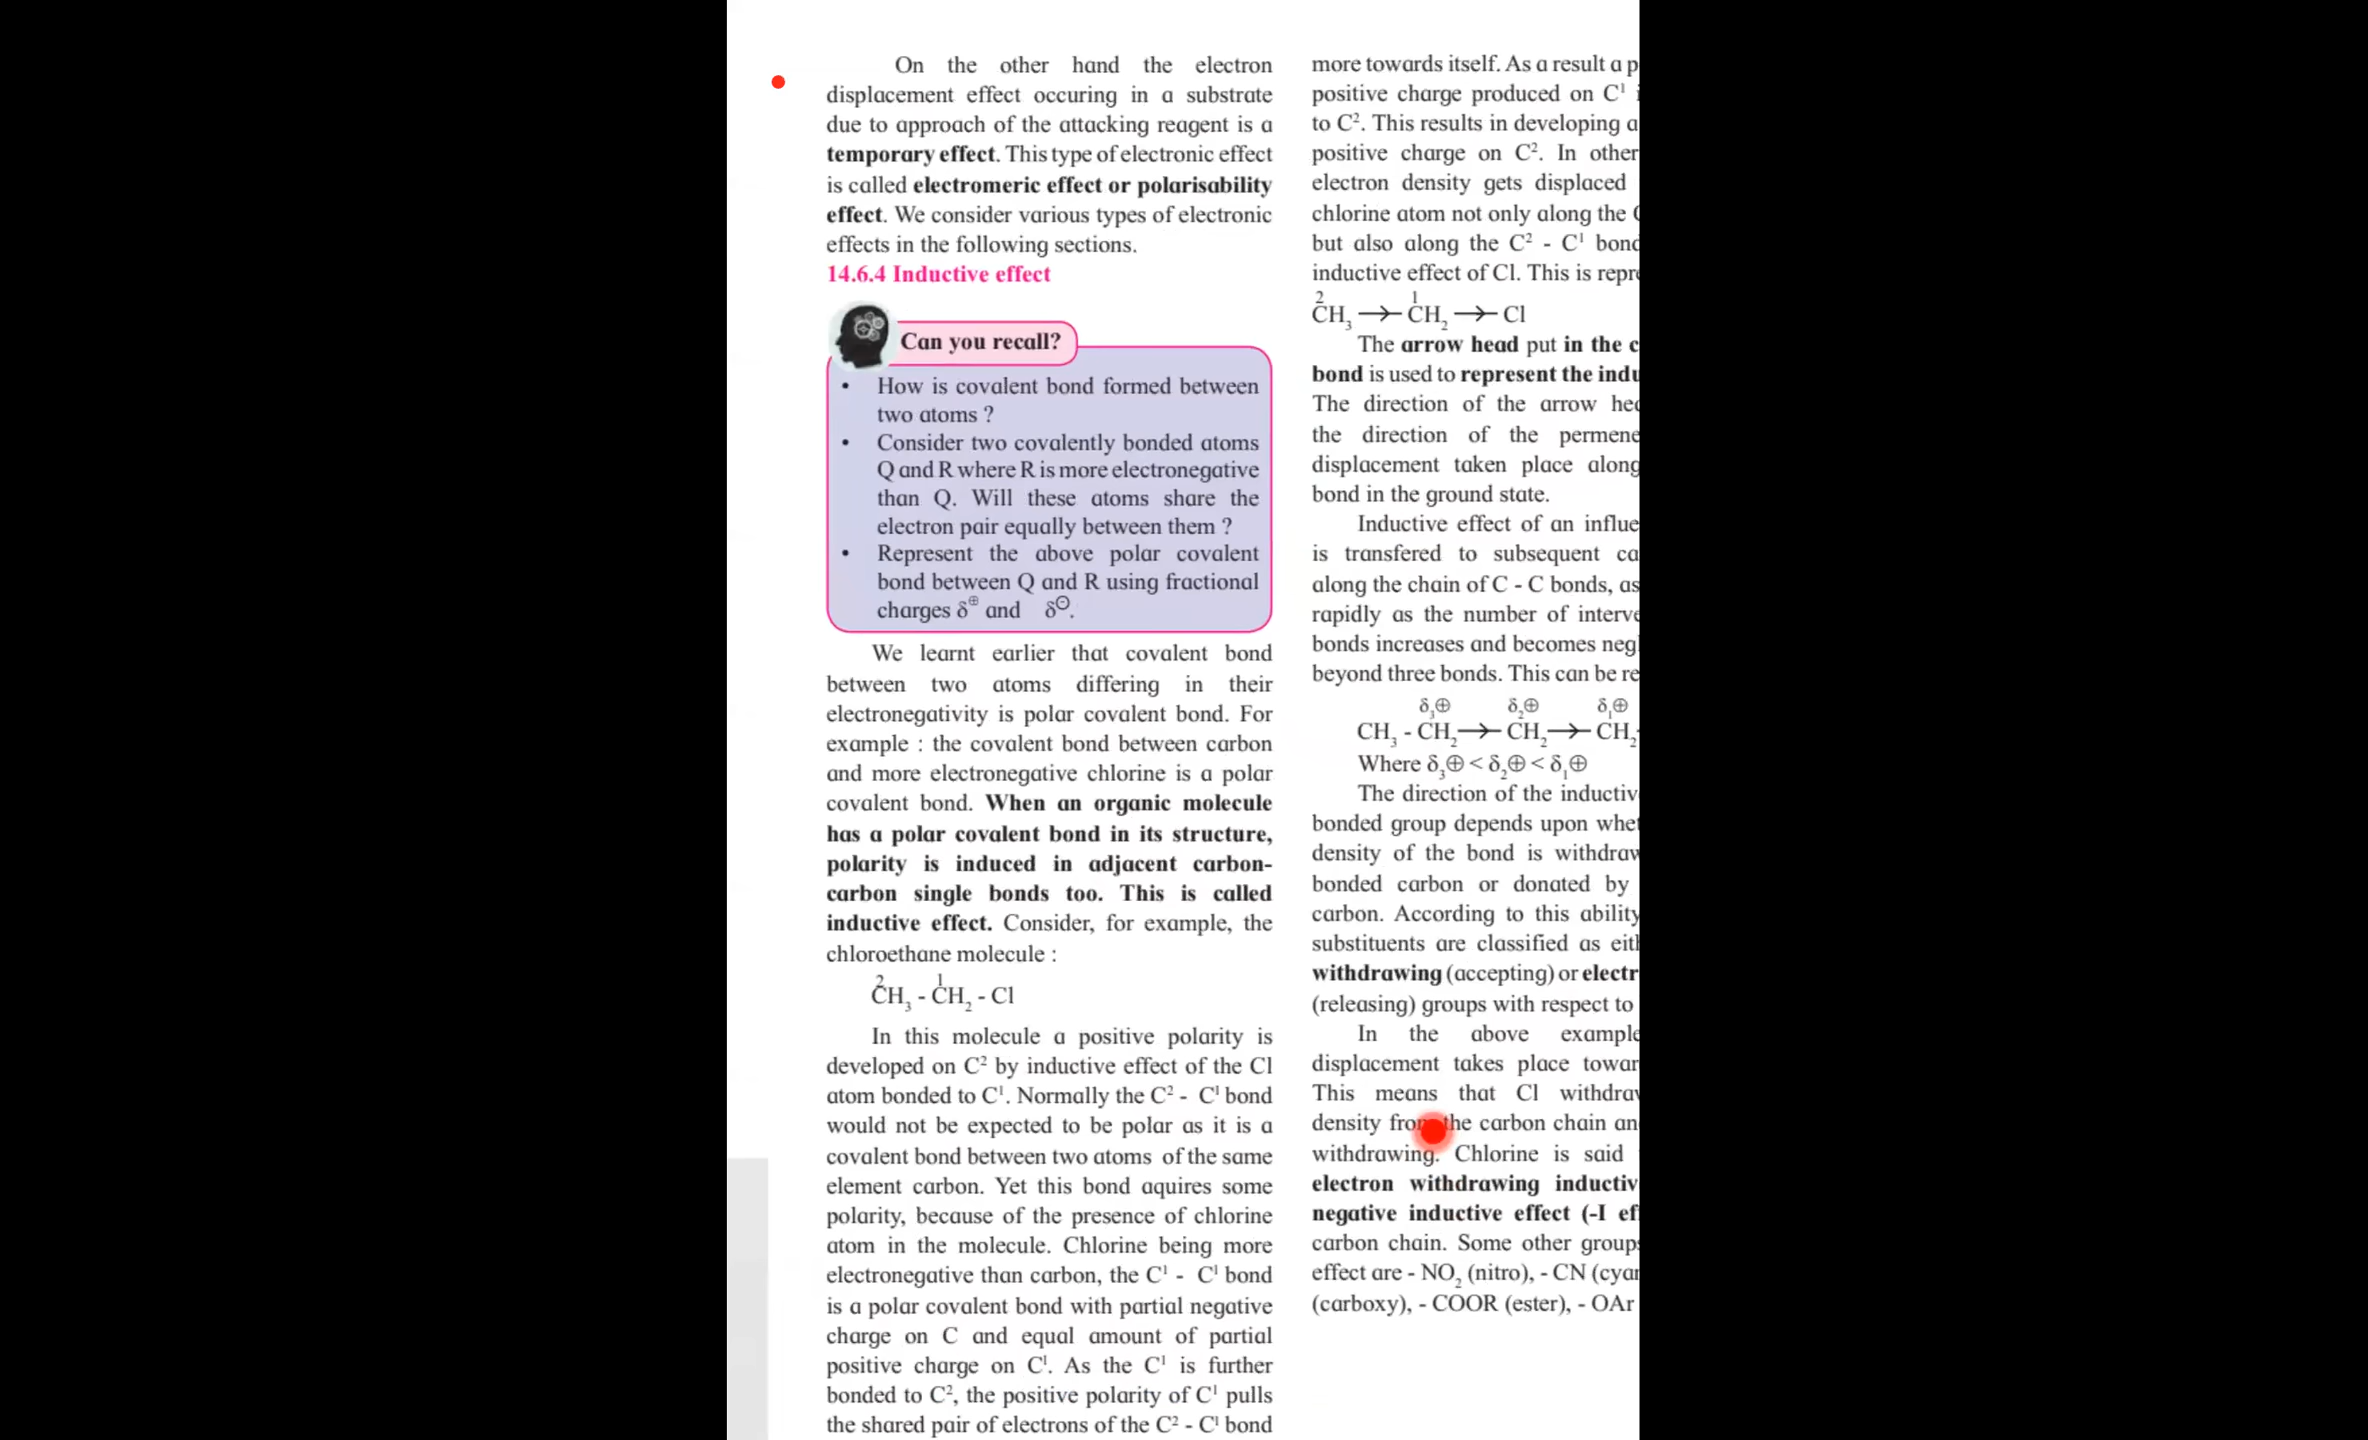 On the other hand the electron
displacement effect occuring in a substrate
due to approach of the attacking reagent is a
temporary effect. This type of electronic effect
is called electromeric effect or polarisability
effect. We consider various types of electronic
effects in the following sections.
14.6.4 Inductive effect
Can you recall?
• How is covalent bond formed between
two atoms ?
• Consider two covalently bonded atoms
Q and R where R is more electronegative
than Q. Will these atoms share the
electron pair equally between them ?
• Represent the above polar covalent
bond between Q and R using fractional
charges δ⊕ and δ⊖.
We learnt earlier that covalent bond
between two atoms differing in their
electronegativity is polar covalent bond. For
example : the covalent bond between carbon
and more electronegative chlorine is a polar
covalent bond. When an organic molecule
has a polar covalent bond in its structure,
polarity is induced in adjacent carbon-
carbon single bonds too. This is called
inductive effect. Consider, for example, the
chloroethane molecule :
2 1
CH₃ - CH₂ - Cl
In this molecule a positive polarity is
developed on C² by inductive effect of the Cl
atom bonded to C¹. Normally the C² - C¹ bond
would not be expected to be polar as it is a
covalent bond between two atoms of the same
element carbon. Yet this bond aquires some
polarity, because of the presence of chlorine
atom in the molecule. Chlorine being more
electronegative than carbon, the C¹ - C¹ bond
is a polar covalent bond with partial negative
charge on C and equal amount of partial
positive charge on C¹. As the C¹ is further
bonded to C², the positive polarity of C¹ pulls
the shared pair of electrons of the C² - C¹ bond
more towards itself. As a result a
positive charge produced on C¹
to C². This results in developing a
positive charge on C². In other
electron density gets displaced
chlorine atom not only along the
but also along the C² - C¹
inductive effect of Cl. This is
2 1
CH₃ → CH₂ → Cl
The arrow head put in the
bond is used to represent the
The direction of the arrow
the direction of the
displacement taken place along
bond in the ground state.
Inductive effect of an
is transfered to subsequent
along the chain of C - C bonds, as
rapidly as the number of
bonds increases and becomes
beyond three bonds. This can be
δ₃⊕ δ₂⊕ δ₁⊕
CH₃ - CH₂ → CH₂ → CH₂
Where δ₃⊕ < δ₂⊕ < δ₁⊕
The direction of the
bonded group depends upon
density of the bond is
bonded carbon or donated by
carbon. According to this ability
substituents are classified as
withdrawing (accepting) or
(releasing) groups with respect to
In the above example
displacement takes place
This means that Cl
density from the carbon chain
withdrawing. Chlorine is said
electron withdrawing
negative inductive effect (-I
carbon chain. Some other
effect are - NO₂ (nitro), - CN
(carboxy), - COOR (ester), - OAr